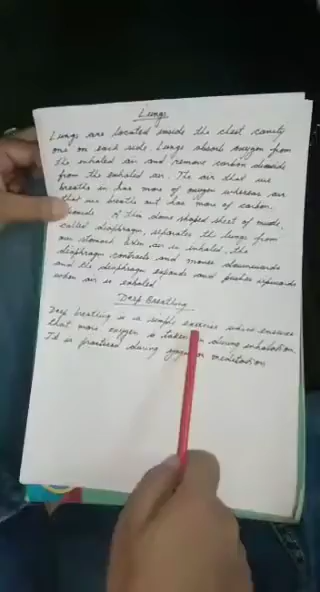 Lungs
Lungs are located inside the chest cavity
one on each side. Lungs absorb oxygen from
the inhaled air and remove carbon dioxide
from the exhaled air. The air that we
breathe in has more of oxygen whereas air
that we breathe out has more of carbon
of thin dome shaped sheet of muscle,
called diaphragm, separates the lungs from
our stomach when air is inhaled, the
diaphragm contracts and moves downwards
and the diaphragm expands and pushes upwards
when air is exhaled
Deep Breathing
Deep breathing is a simple exercise which ensures
that more oxygen is taken in during inhalation.
It is practised during yoga or meditation